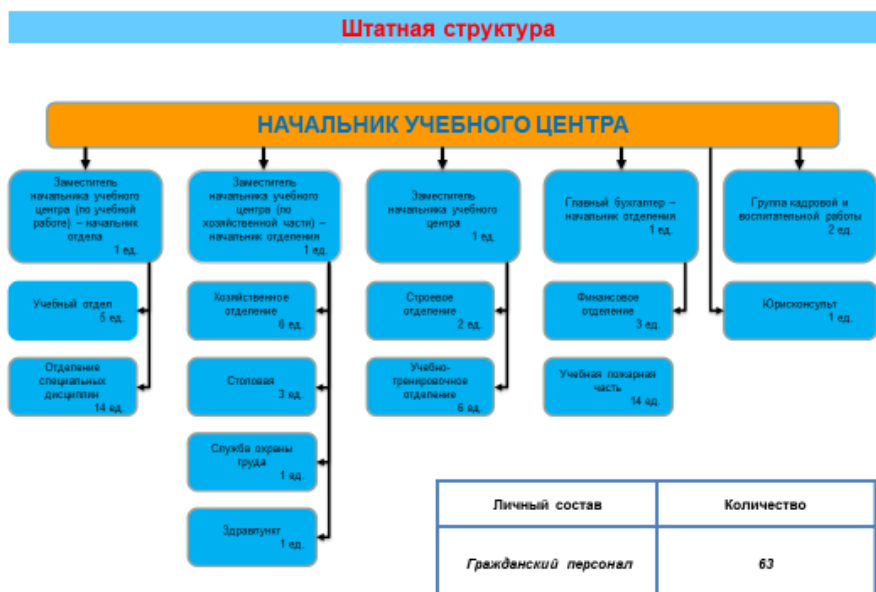 Штатная структура
НАЧАЛЬНИК УЧЕБНОГО ЦЕНТРА
Заместитель
начальника учебного
центра (по учебной
работе) – начальник
отдела
1 ед.
Заместитель
начальника учебного
центра (по
хозяйственной части) –
начальник отделения
1 ед.
Заместитель
начальника учебного
центра
1 ед.
Главный бухгалтер –
начальник отделения
1 ед.
Группа кадровой и
воспитательной работы
2 ед.
Учебный отдел
5 ед.
Хозяйственное
отделение
6 ед.
Строевое
отделение
2 ед.
Финансовое
отделение
3 ед.
Юрисконсульт
1 ед.
Отделение
специальных
дисциплин
14 ед.
Столовая
3 ед.
Учебно-
тренировочное
отделение
6 ед.
Учебная пожарная
часть
14 ед.
Служба охраны
труда
1 ед.
Здравпункт
1 ед.
Личный состав
Количество
Гражданский персонал
63